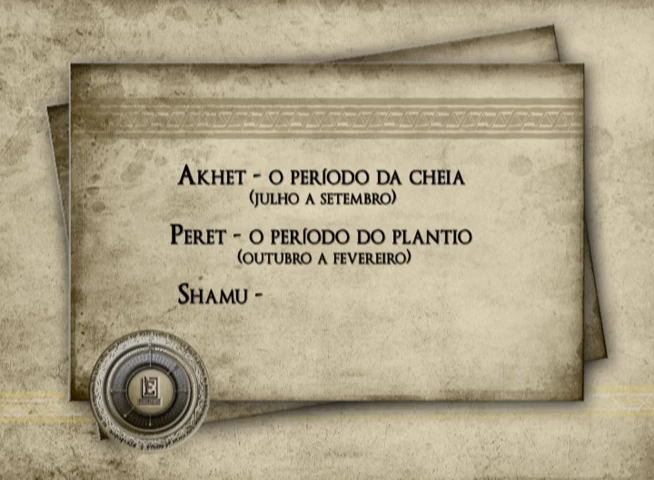 AKHET - O PERÍODO DA CHEIA
(JULHO A SETEMBRO)
PERET - O PERÍODO DO PLANTIO
(OUTUBRO A FEVEREIRO)
SHAMU -